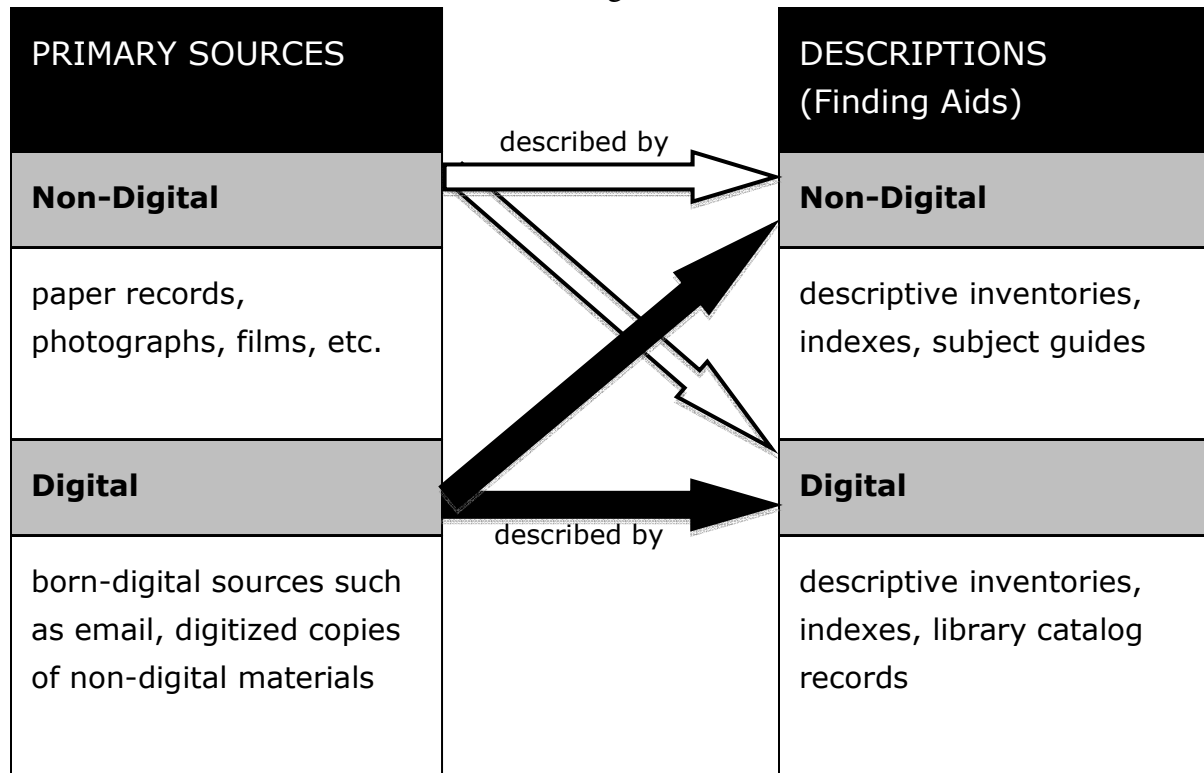 PRIMARY SOURCES
DESCRIPTIONS
(Finding Aids)
described by
Non-Digital
Non-Digital
paper records,
photographs, films, etc.
descriptive inventories,
indexes, subject guides
Digital
Digital
described by
born-digital sources such
as email, digitized copies
of non-digital materials
descriptive inventories,
indexes, library catalog
records